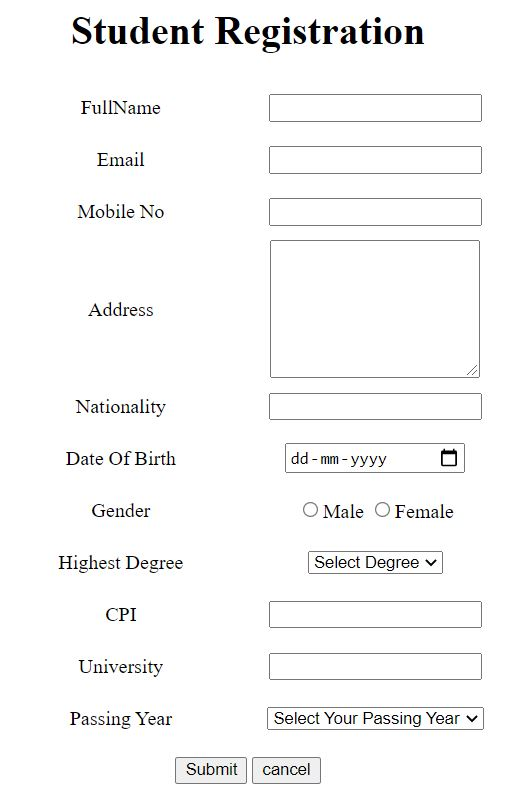 Student Registration
FullName
Email
Mobile No
Address
Nationality
Date Of Birth dd-mm-yyyy
Gender Male Female
Highest Degree Select Degree
CPI
University
Passing Year Select Your Passing Year
Submit cancel